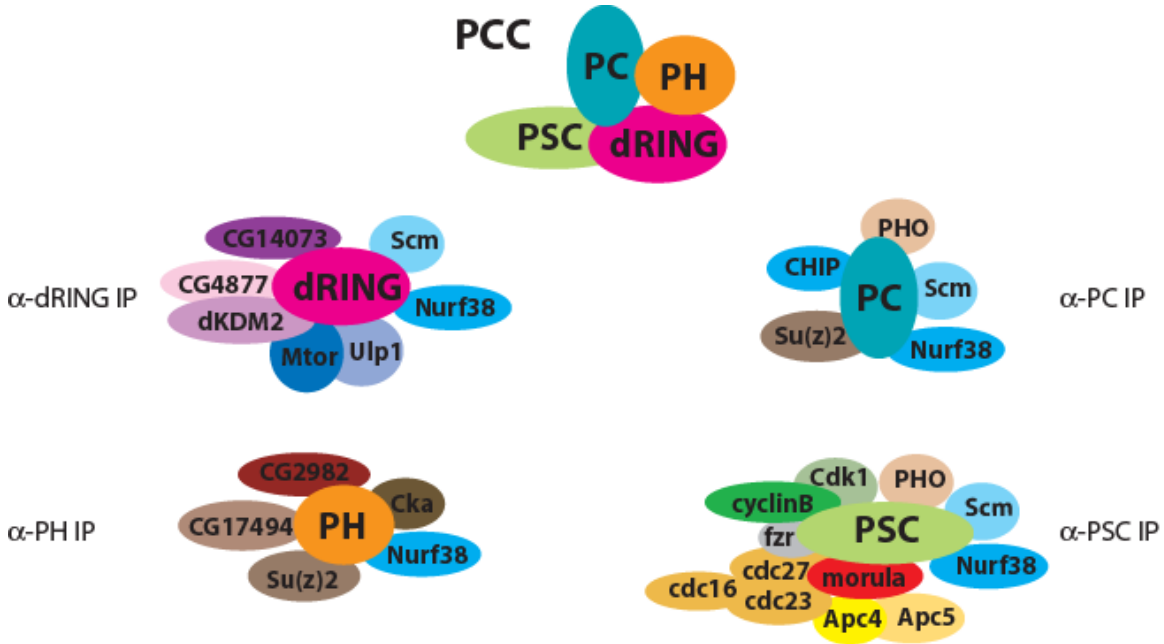 PCC
PC
PH
PSC
dRING
α-dRING IP
CG14073
Scm
CG4877
dRING
Nurf38
dKDM2
Mtor
Ulp1
α-PC IP
PHO
CHIP
PC
Scm
Su(z)2
Nurf38
α-PH IP
CG2982
Cka
CG17494
PH
Nurf38
Su(z)2
α-PSC IP
Cdk1
PHO
cyclinB
Scm
PSC
fzr
Nurf38
cdc27
morula
cdc16
cdc23
Apc4
Apc5